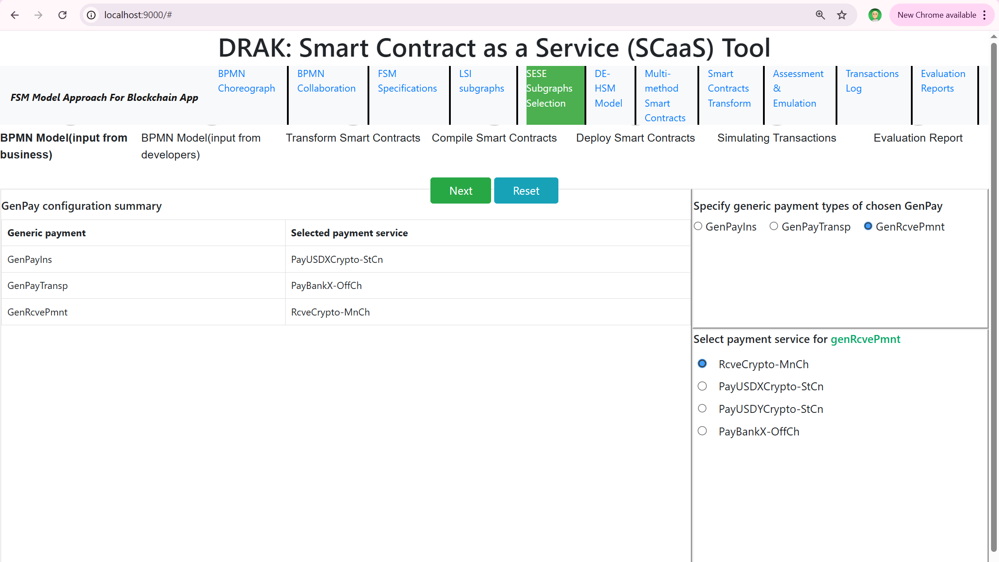 localhost:9000/#
New Chrome available
DRAK: Smart Contract as a Service (SCaaS) Tool
FSM Model Approach For Blockchain App
BPMN
Choreograph
BPMN
Collaboration
FSM
Specifications
LSI
subgraphs
SESE
Subgraphs
Selection
DE-
HSM
Model
Multi-
method
Smart
Contracts
Smart
Contracts
Transform
Assessment
&
Emulation
Transactions
Log
Evaluation
Reports
BPMN Model(input from
business)
BPMN Model(input from
developers)
Transform Smart Contracts
Compile Smart Contracts
Deploy Smart Contracts
Simulating Transactions
Evaluation Report
Next
Reset
GenPay configuration summary
Generic payment
Selected payment service
GenPayIns
PayUSDXCrypto-StCn
GenPayTransp
PayBankX-OffCh
GenRcvePmnt
RcveCrypto-MnCh
Specify generic payment types of chosen GenPay
GenPayIns
GenPayTransp
GenRcvePmnt
Select payment service for genRcvePmnt
RcveCrypto-MnCh
PayUSDXCrypto-StCn
PayUSDYCrypto-StCn
PayBankX-OffCh